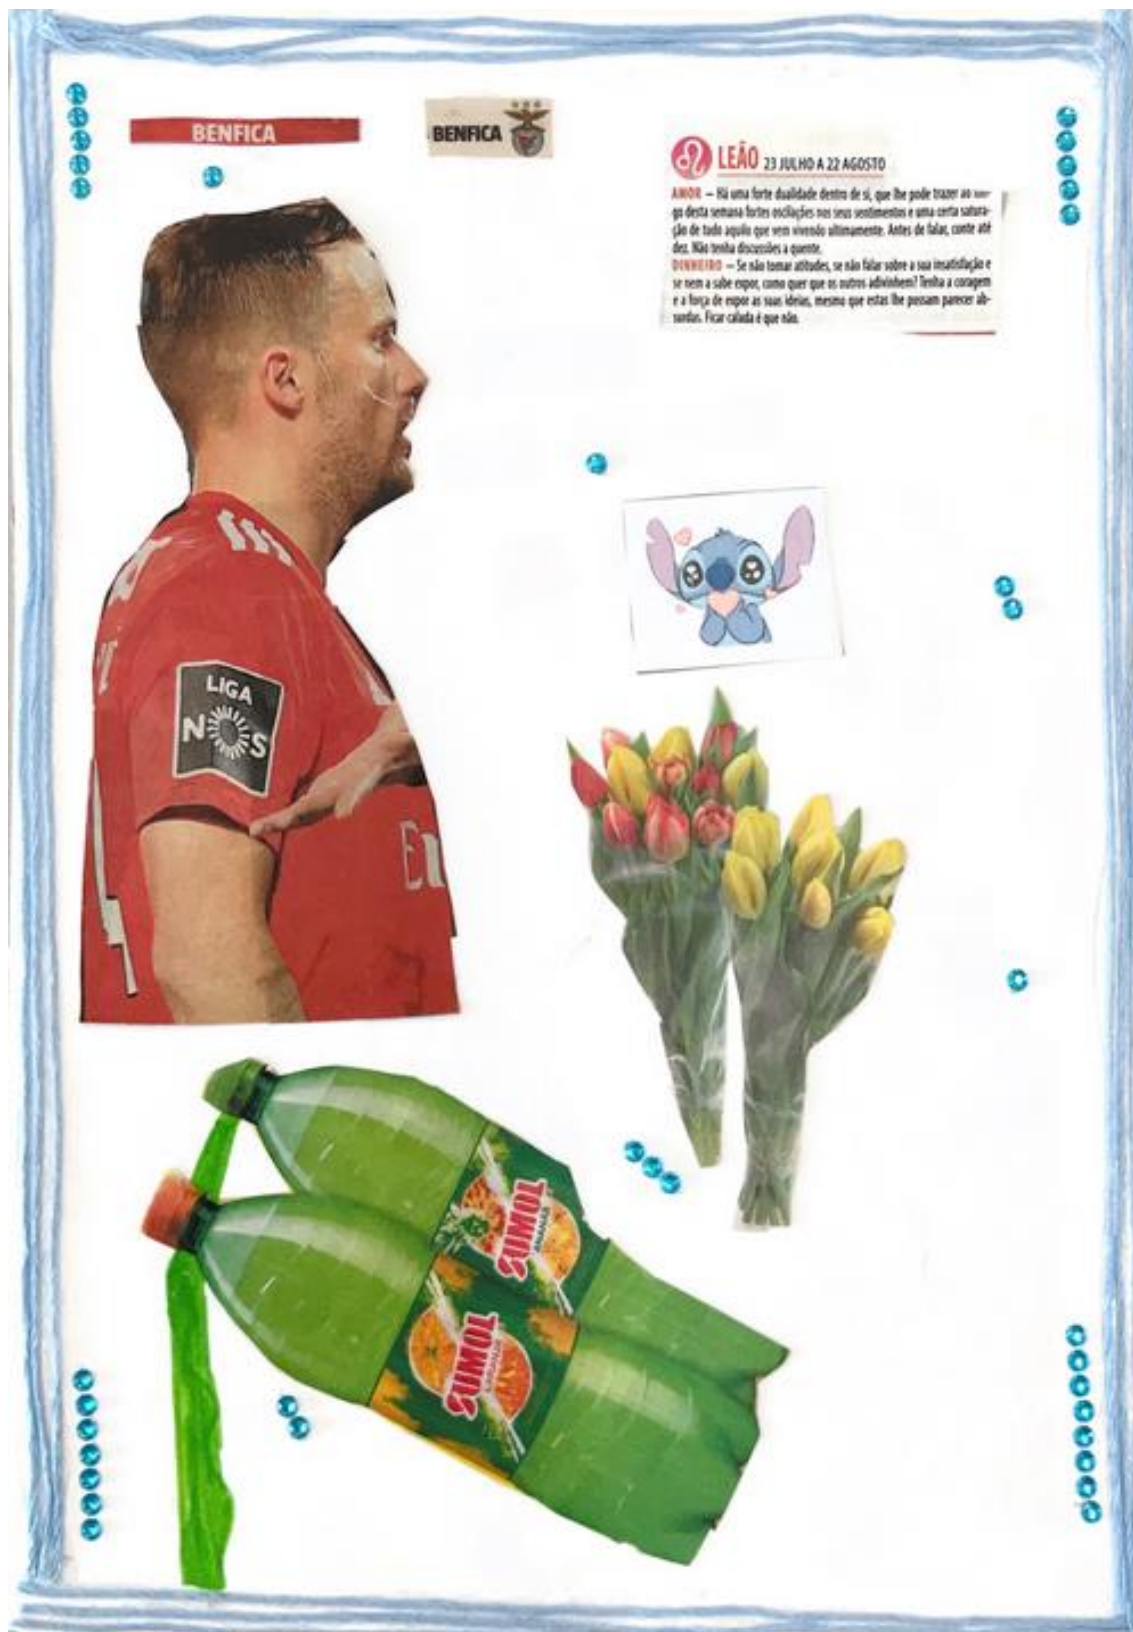 BENFICA
BENFICA
LEÃO 23 JULHO A 22 AGOSTO
AMOR – Há uma forte dualidade dentro de si, que lhe pode trazer ao lon-
go desta semana fortes oscilações nos seus sentimentos e uma certa satura-
ção de tudo aquilo que vem vivendo ultimamente. Antes de falar, conte até
dez. Não tenha discussões a quente.
DINHEIRO – Se não tomar atitudes, se não falar sobre a sua insatisfação e
se nem a sabe expor, como quer que os outros adivinhem? Tenha a coragem
e a força de expor as suas ideias, mesmo que estas lhe possam parecer ab-
surdas. Ficar calada é que não.
LIGA
NOS
SUMOL
ANANÁS
SUMOL
LARANJA